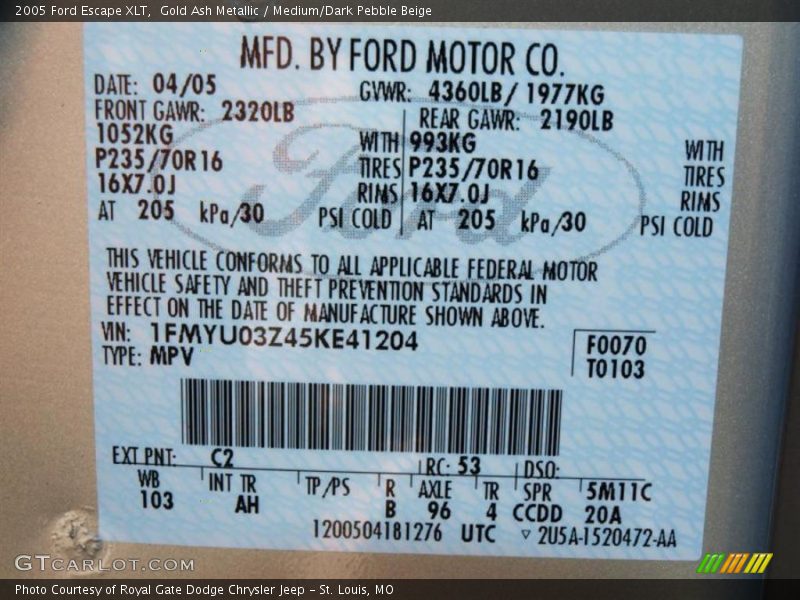 2005 Ford Escape XLT,  Gold Ash Metallic / Medium/Dark Pebble Beige
MFD. BY FORD MOTOR CO.
DATE: 04/05 GVWR: 4360LB/ 1977KG
FRONT GAWR: 2320LB REAR GAWR: 2190LB
1052KG WITH 993KG WITH
P235/70R16 TIRES P235/70R16 TIRES
16X7.0J RIMS 16X7.0J RIMS
AT 205 kPa/30 PSI COLD AT 205 kPa/30 PSI COLD
Ford
THIS VEHICLE CONFORMS TO ALL APPLICABLE FEDERAL MOTOR
VEHICLE SAFETY AND THEFT PREVENTION STANDARDS IN
EFFECT ON THE DATE OF MANUFACTURE SHOWN ABOVE.
VIN: 1FMYU03Z45KE41204 F0070
TYPE: MPV T0103
EXT PNT: C2 RC: 53 DSO:
WB INT TR TP/PS R AXLE TR SPR 5M11C
103 AH B 96 4 CCDD 20A
1200504181276 UTC ▽ 2U5A-1520472-AA
GTCARLOT.COM
Photo Courtesy of Royal Gate Dodge Chrysler Jeep - St. Louis, MO